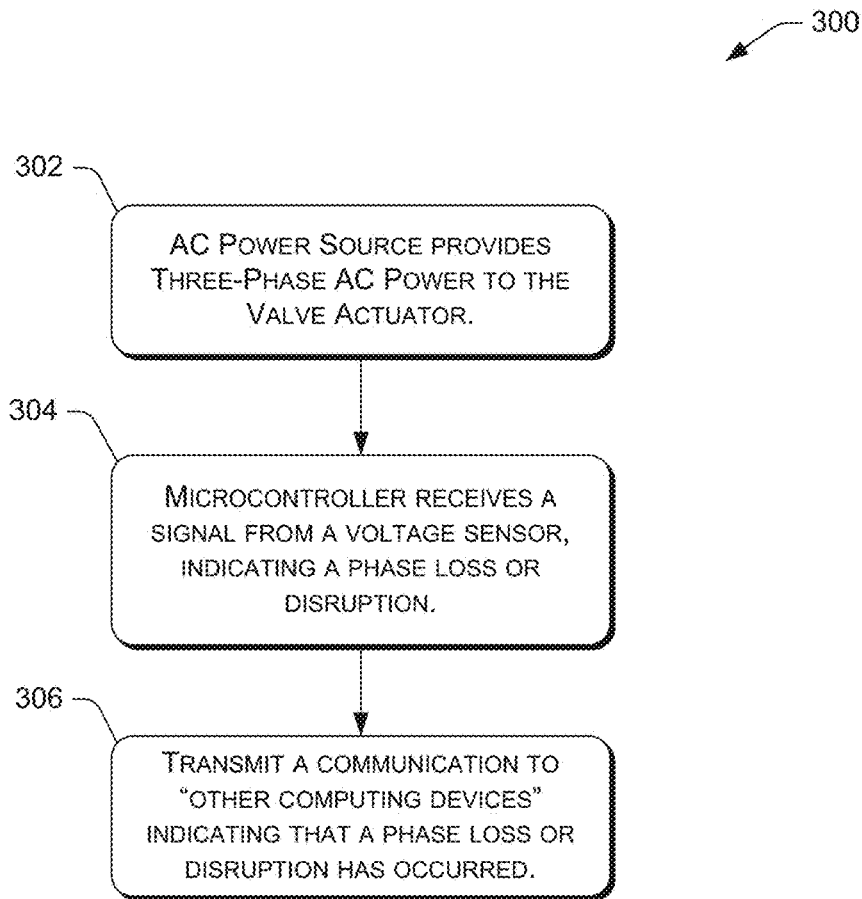 300
302
AC POWER SOURCE PROVIDES
THREE-PHASE AC POWER TO THE
VALVE ACTUATOR.
304
MICROCONTROLLER RECEIVES A
SIGNAL FROM A VOLTAGE SENSOR,
INDICATING A PHASE LOSS OR
DISRUPTION.
306
TRANSMIT A COMMUNICATION TO
“OTHER COMPUTING DEVICES”
INDICATING THAT A PHASE LOSS OR
DISRUPTION HAS OCCURRED.